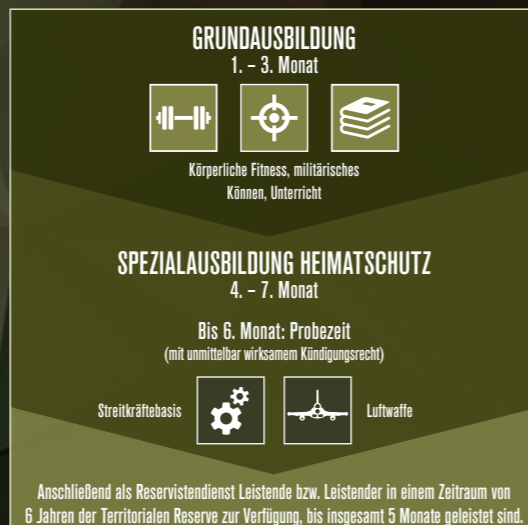 GRUNDAUSBILDUNG
1. – 3. Monat
Körperliche Fitness, militärisches
Können, Unterricht
SPEZIALAUSBILDUNG HEIMATSCHUTZ
4. – 7. Monat
Bis 6. Monat: Probezeit
(mit unmittelbar wirksamem Kündigungsrecht)
Streitkräftebasis
Luftwaffe
Anschließend als Reservistendienst Leistende bzw. Leistender in einem Zeitraum von
6 Jahren der Territorialen Reserve zur Verfügung, bis insgesamt 5 Monate geleistet sind.